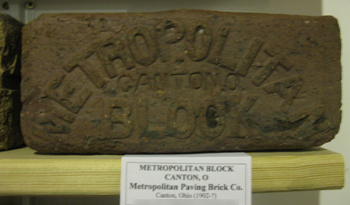 METROPOLITAN
CANTON, O.
BLOCK
METROPOLITAN BLOCK
CANTON, O
Metropolitan Paving Brick Co.
Canton, Ohio (1902-?)